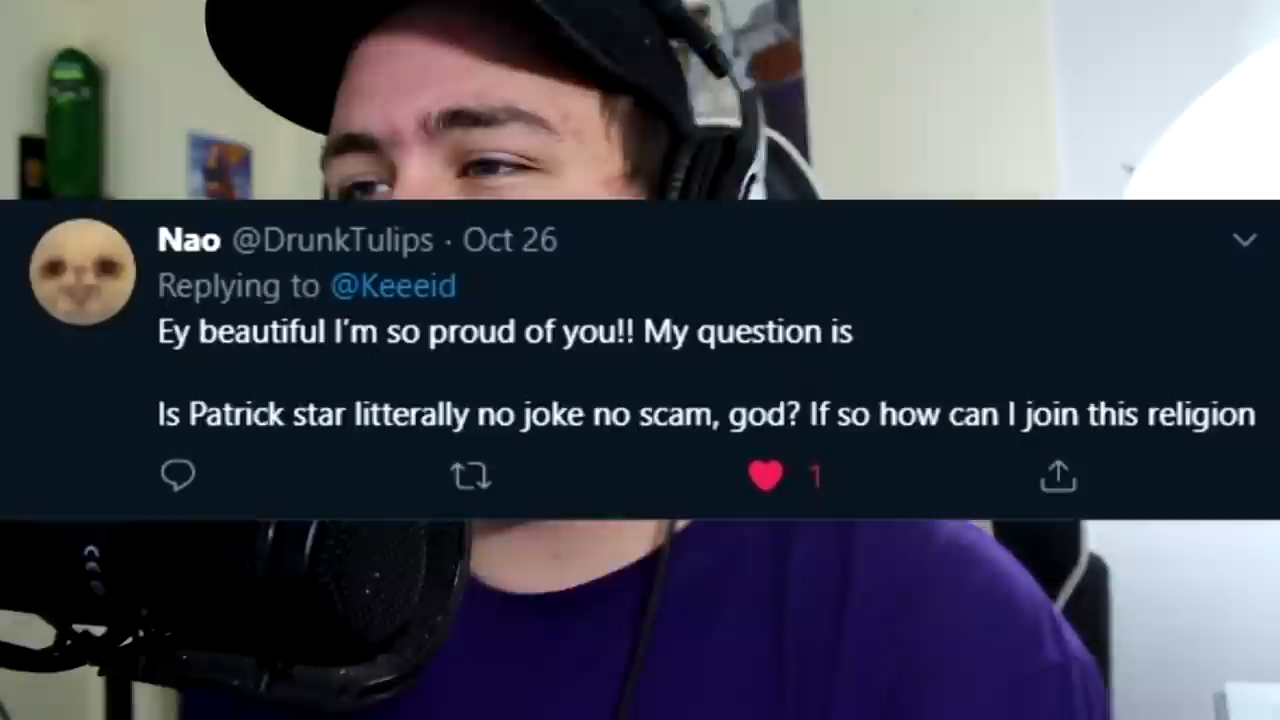 Nao @DrunkTulips · Oct 26
Replying to @Keeeid
Ey beautiful I'm so proud of you!! My question is
Is Patrick star litterally no joke no scam, god? If so how can I join this religion
1